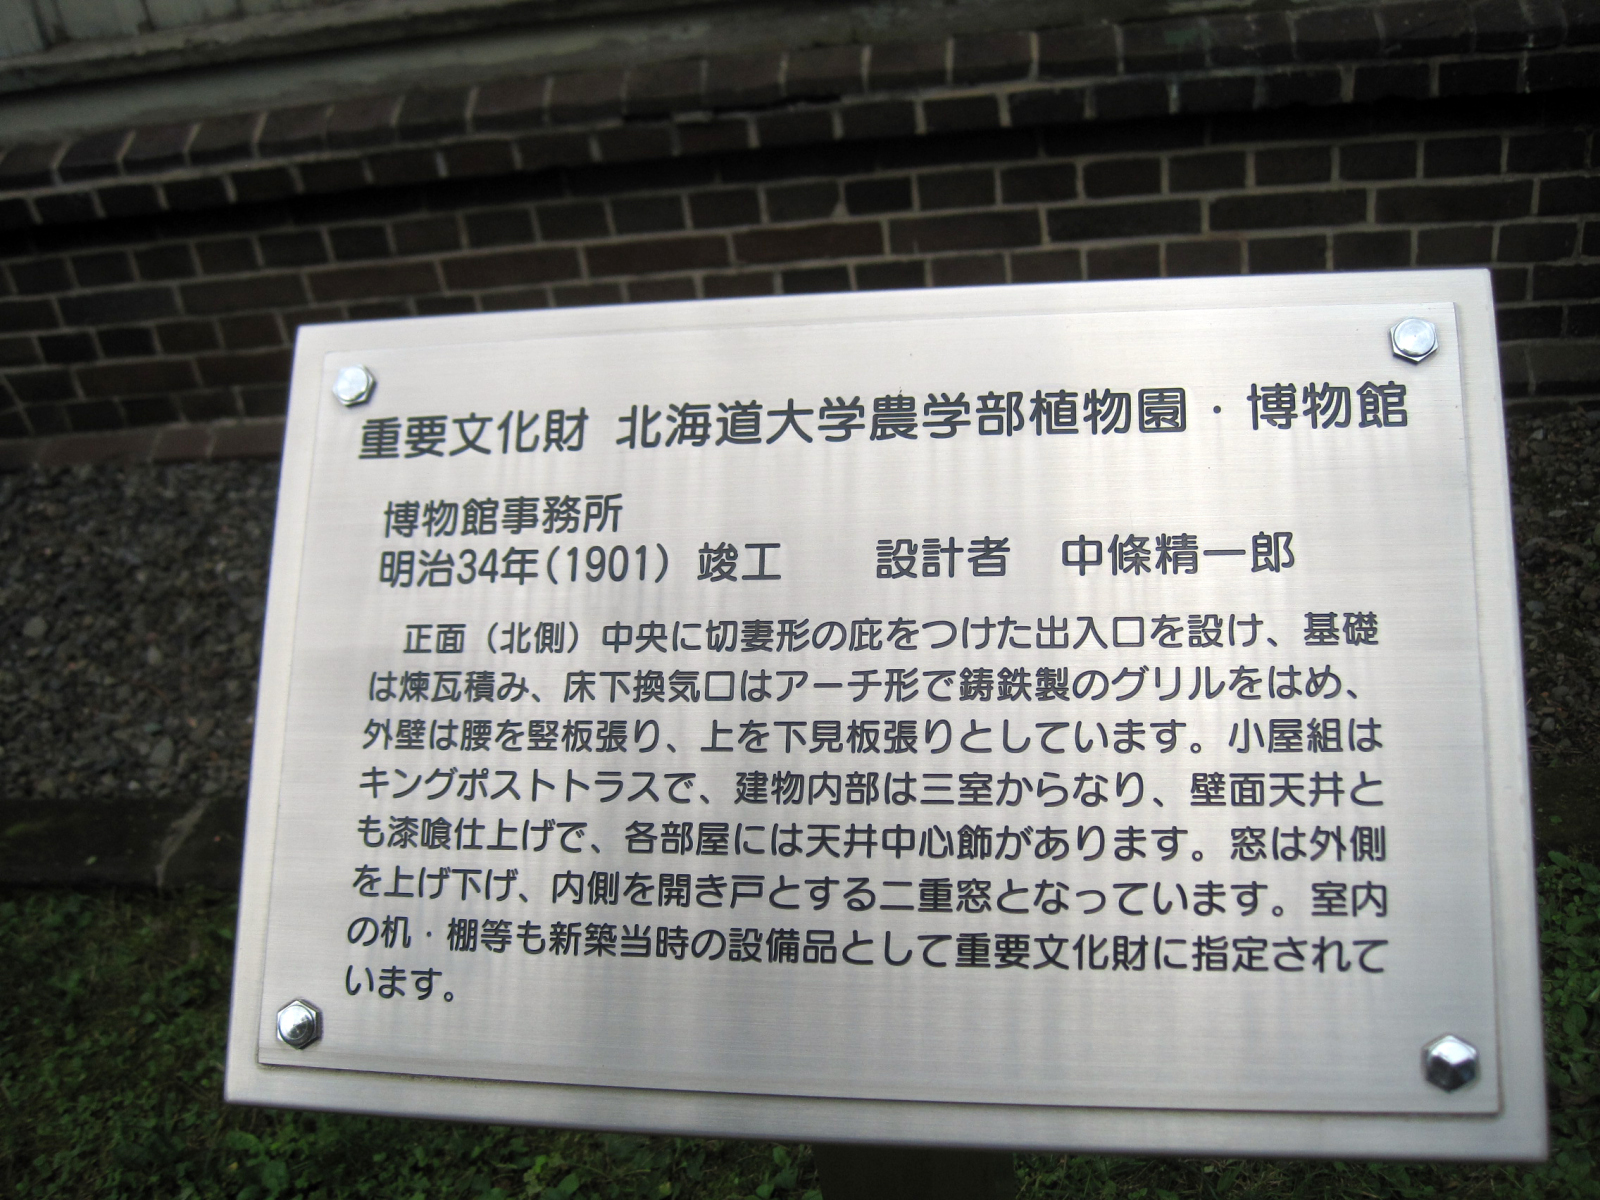 重要文化財 北海道大学農学部植物園・博物館
博物館事務所
明治34年(1901) 竣工 設計者 中條精一郎
正面（北側）中央に切妻形の庇をつけた出入口を設け、基礎
は煉瓦積み、床下換気口はアーチ形で鋳鉄製のグリルをはめ、
外壁は腰を竪板張り、上を下見板張りとしています。小屋組は
キングポストトラスで、建物内部は三室からなり、壁面天井と
も漆喰仕上げで、各部屋には天井中心飾があります。窓は外側
を上げ下げ、内側を開き戸とする二重窓となっています。室内
の机・棚等も新築当時の設備品として重要文化財に指定されて
います。